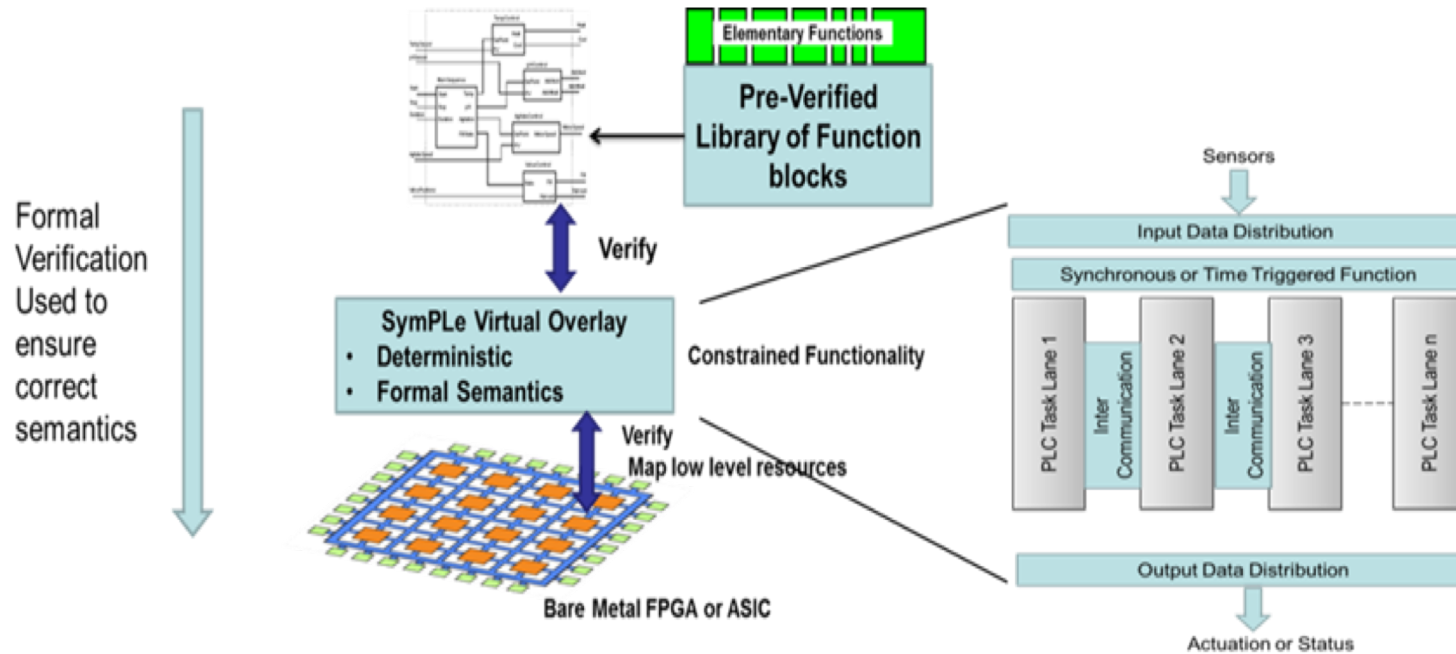 Elementary Functions
Pre-Verified
Library of Function
blocks
Formal
Verification
Used to
ensure
correct
semantics
Verify
SymPLe Virtual Overlay
• Deterministic
• Formal Semantics
Constrained Functionality
Verify
Map low level resources
Bare Metal FPGA or ASIC
Sensors
Input Data Distribution
Synchronous or Time Triggered Function
PLC Task Lane 1
Inter
Communication
PLC Task Lane 2
Inter
Communication
PLC Task Lane 3
PLC Task Lane n
Output Data Distribution
Actuation or Status